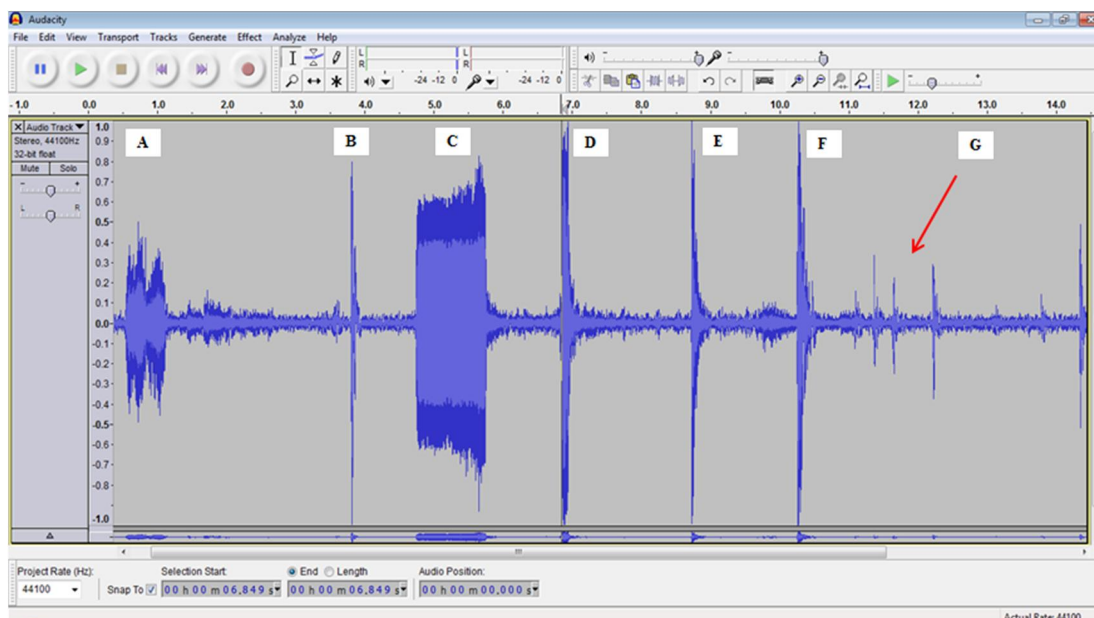 Audacity
File Edit View Transport Tracks Generate Effect Analyze Help
L
R
L
R
-24 -12 0
-24 -12 0
-1.0 0.0 1.0 2.0 3.0 4.0 5.0 6.0 7.0 8.0 9.0 10.0 11.0 12.0 13.0 14.0
X Audio Track
Stereo, 44100Hz
32-bit float
Mute Solo
- +
L R
1.0
0.9
0.8
0.7
0.6
0.5
0.4
0.3
0.2
0.1
0.0
-0.1
-0.2
-0.3
-0.4
-0.5
-0.6
-0.7
-0.8
-1.0
A B C D E F G
Project Rate (Hz): Selection Start: End Length Audio Position:
44100 Snap To 00 h 00 m 06.849 s 00 h 00 m 06.849 s 00 h 00 m 00.000 s
Actual Rate: 44100